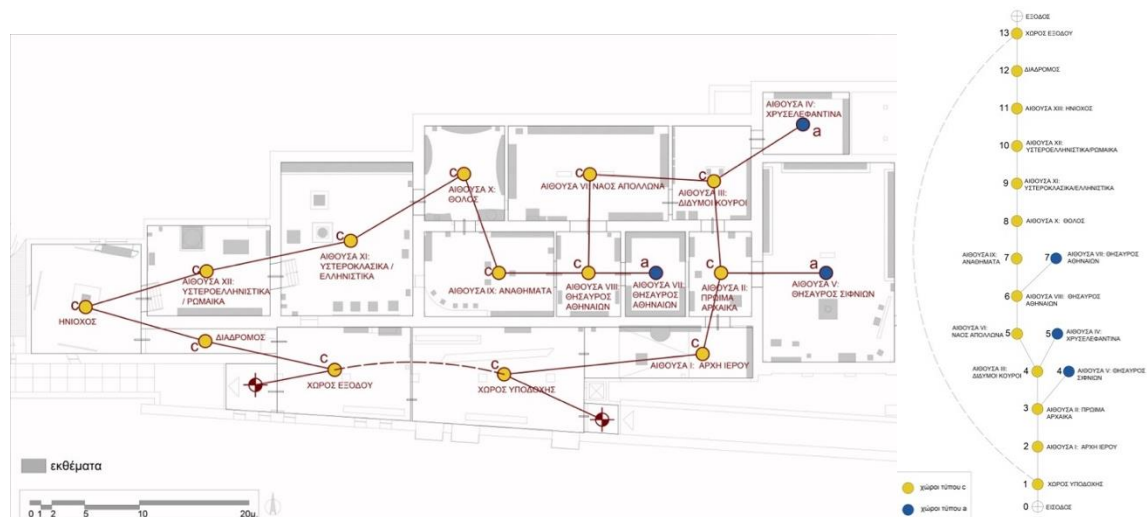 ΑΙΘΟΥΣΑ IV:
ΧΡΥΣΕΛΕΦΑΝΤΙΝΑ
a
c
ΑΙΘΟΥΣΑ X:
ΘΟΛΟΣ
c
ΑΙΘΟΥΣΑ VI: ΝΑΟΣ ΑΠΟΛΛΩΝΑ
c
ΑΙΘΟΥΣΑ III:
ΔΙΔΥΜΟΙ ΚΟΥΡΟΙ
c
ΑΙΘΟΥΣΑ XI:
ΥΣΤΕΡΟΚΛΑΣΙΚΑ /
ΕΛΛΗΝΙΣΤΙΚΑ
c
ΑΙΘΟΥΣΑ XII:
ΥΣΤΕΡΟΕΛΛΗΝΙΣΤΙΚΑ
/ ΡΩΜΑΙΚΑ
c
ΑΙΘΟΥΣΑ IX: ΑΝΑΘΗΜΑΤΑ
c
ΑΙΘΟΥΣΑ VIII:
ΘΗΣΑΥΡΟΣ
ΑΘΗΝΑΙΩΝ
a
ΑΙΘΟΥΣΑ VII:
ΘΗΣΑΥΡΟΣ
ΑΘΗΝΑΙΩΝ
c
ΑΙΘΟΥΣΑ II:
ΠΡΩΙΜΑ
ΑΡΧΑΙΚΑ
a
ΑΙΘΟΥΣΑ V:
ΘΗΣΑΥΡΟΣ ΣΙΦΝΙΩΝ
c
ΗΝΙΟΧΟΣ
ΔΙΑΔΡΟΜΟΣ
c
c
ΧΩΡΟΣ ΕΞΟΔΟΥ
c
ΧΩΡΟΣ ΥΠΟΔΟΧΗΣ
c
ΑΙΘΟΥΣΑ I: ΑΡΧΗ ΙΕΡΟΥ
εκθέματα
0 1 2 5 10 20μ.
ΕΞΟΔΟΣ
13 ΧΩΡΟΣ ΕΞΟΔΟΥ
12 ΔΙΑΔΡΟΜΟΣ
11 ΑΙΘΟΥΣΑ XIII: ΗΝΙΟΧΟΣ
10 ΑΙΘΟΥΣΑ XII:
ΥΣΤΕΡΟΕΛΛΗΝΙΣΤΙΚΑ/ΡΩΜΑΙΚΑ
9 ΑΙΘΟΥΣΑ XI:
ΥΣΤΕΡΟΚΛΑΣΙΚΑ/ΕΛΛΗΝΙΣΤΙΚΑ
8 ΑΙΘΟΥΣΑ X: ΘΟΛΟΣ
ΑΙΘΟΥΣΑ IX:
ΑΝΑΘΗΜΑΤΑ
7
7 ΑΙΘΟΥΣΑ VII: ΘΗΣΑΥΡΟΣ
ΑΘΗΝΑΙΩΝ
6 ΑΙΘΟΥΣΑ VIII: ΘΗΣΑΥΡΟΣ
ΑΘΗΝΑΙΩΝ
ΑΙΘΟΥΣΑ VI:
ΝΑΟΣ ΑΠΟΛΛΩΝΑ
5
5 ΑΙΘΟΥΣΑ IV:
ΧΡΥΣΕΛΕΦΑΝΤΙΝΑ
ΑΙΘΟΥΣΑ III:
ΔΙΔΥΜΟΙ ΚΟΥΡΟΙ
4
4 ΑΙΘΟΥΣΑ V: ΘΗΣΑΥΡΟΣ
ΣΙΦΝΙΩΝ
3 ΑΙΘΟΥΣΑ II: ΠΡΩΙΜΑ
ΑΡΧΑΙΚΑ
2 ΑΙΘΟΥΣΑ I: ΑΡΧΗ ΙΕΡΟΥ
1 ΧΩΡΟΣ ΥΠΟΔΟΧΗΣ
0 ΕΙΣΟΔΟΣ
χώροι τύπου c
χώροι τύπου a